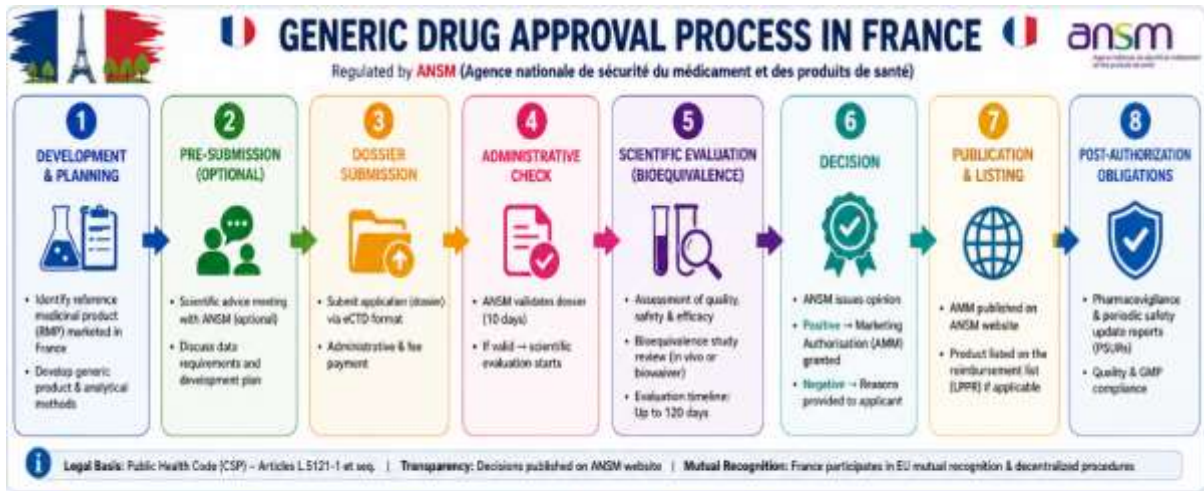 GENERIC DRUG APPROVAL PROCESS IN FRANCE
ansm
Regulated by ANSM (Agence nationale de sécurité du médicament et des produits de santé)
1
DEVELOPMENT
& PLANNING
• Identify reference
medicinal product
(RMP) marketed in
France
• Develop generic
product & analytical
methods
2
PRE-SUBMISSION
(OPTIONAL)
• Scientific advice meeting
with ANSM (optional)
• Discuss data
requirements and
development plan
3
DOSSIER
SUBMISSION
• Submit application (dossier)
via eCTD format
• Administrative & fee
payment
4
ADMINISTRATIVE
CHECK
• ANSM validates dossier
(10 days)
• If valid → scientific
evaluation starts
5
SCIENTIFIC EVALUATION
(BIOEQUIVALENCE)
• Assessment of quality,
safety & efficacy
• Bioequivalence study
review (in vivo or
biowaiver)
• Evaluation timeline:
Up to 120 days
6
DECISION
• ANSM issues opinion
• Positive → Marketing
Authorisation (AMM)
granted
• Negative → Reasons
provided to applicant
7
PUBLICATION
& LISTING
• AMM published on
ANSM website
• Product listed on the
reimbursement list
(LPPR) if applicable
8
POST-AUTHORIZATION
OBLIGATIONS
• Pharmacovigilance
& periodic safety
update reports
(PSURs)
• Quality & GMP
compliance
i Legal Basis: Public Health Code (CSP) – Articles L.5121-1 et seq. | Transparency: Decisions published on ANSM website | Mutual Recognition: France participates in EU mutual recognition & decentralized procedures